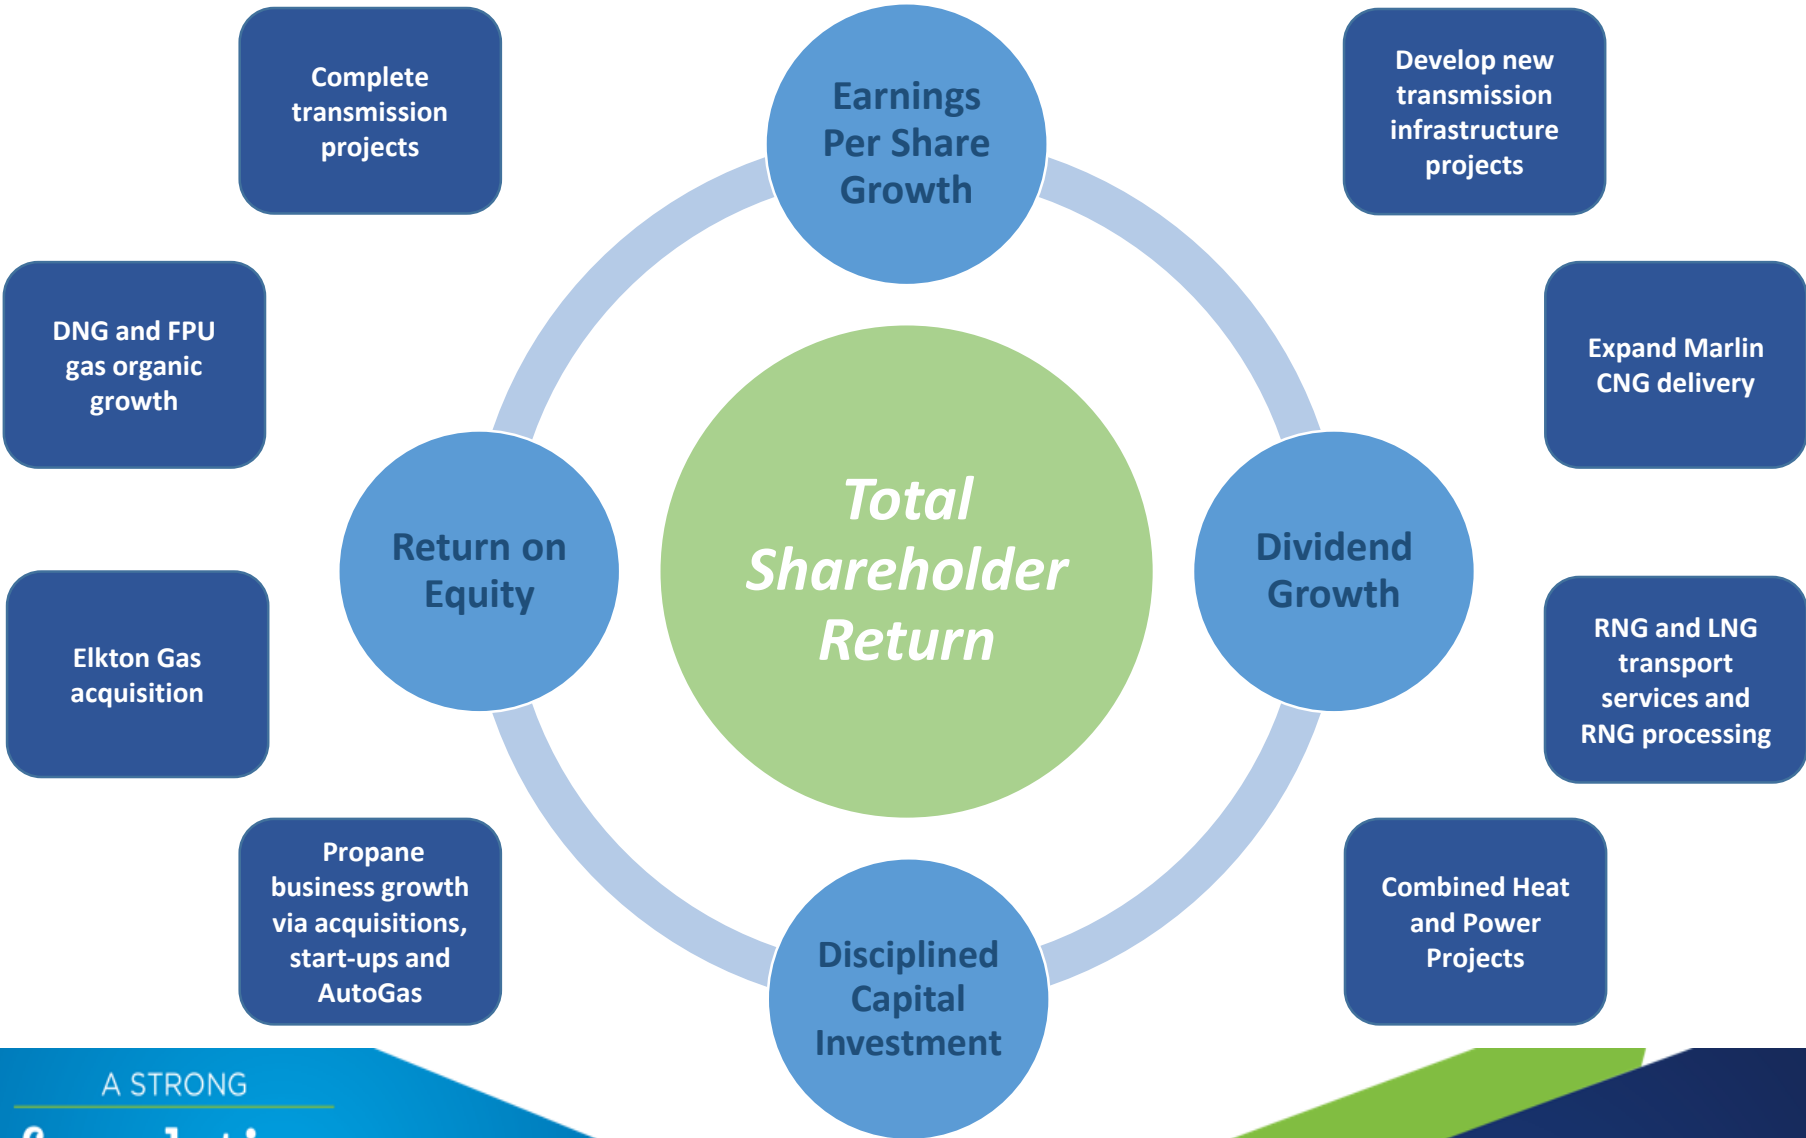 Complete
transmission
projects
Earnings
Per Share
Growth
Develop new
transmission
infrastructure
projects
DNG and FPU
gas organic
growth
Expand Marlin
CNG delivery
Return on
Equity
Total
Shareholder
Return
Dividend
Growth
Elkton Gas
acquisition
RNG and LNG
transport
services and
RNG processing
Propane
business growth
via acquisitions,
start-ups and
AutoGas
Disciplined
Capital
Investment
Combined Heat
and Power
Projects
A STRONG